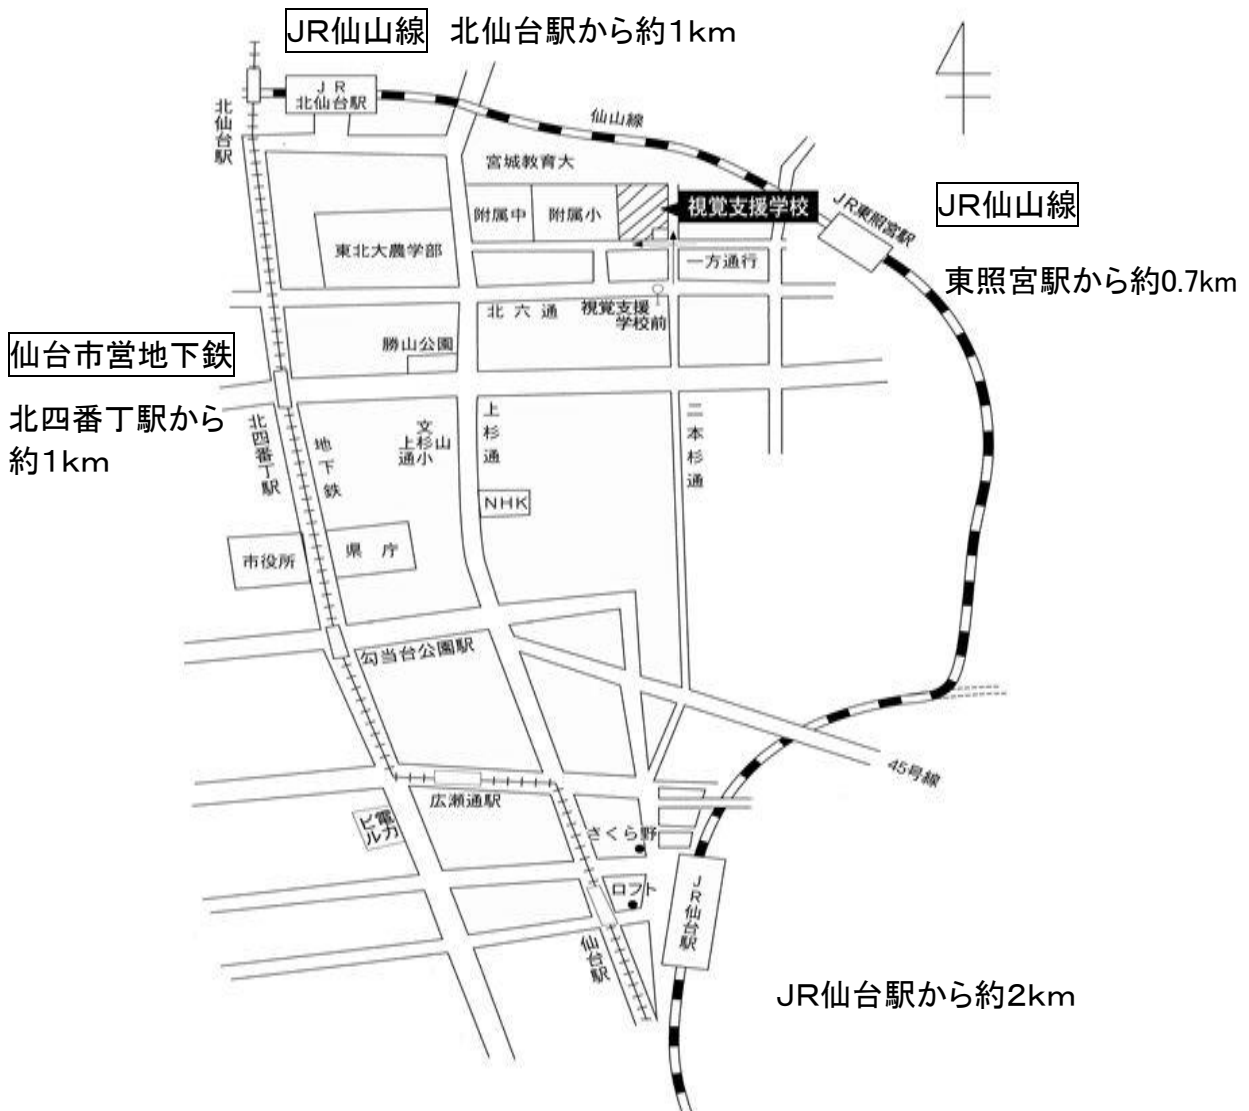 JR仙山線 北仙台駅から約1km
JR
北仙台駅
北仙台駅
仙山線
宮城教育大
附属中
附属小
視覚支援学校
JR東照宮駅
JR仙山線
東照宮駅から約0.7km
東北大農学部
一方通行
北六通
視覚支援
学校前
勝山公園
仙台市営地下鉄
北四番丁駅から
約1km
北四番丁駅
地下鉄
文
上杉山
通小
上杉通
二本杉通
NHK
市役所
県庁
勾当台公園駅
45号線
広瀬通駅
電力
ビル
さくら野
ロフト
JR仙台駅
仙台駅
JR仙台駅から約2km